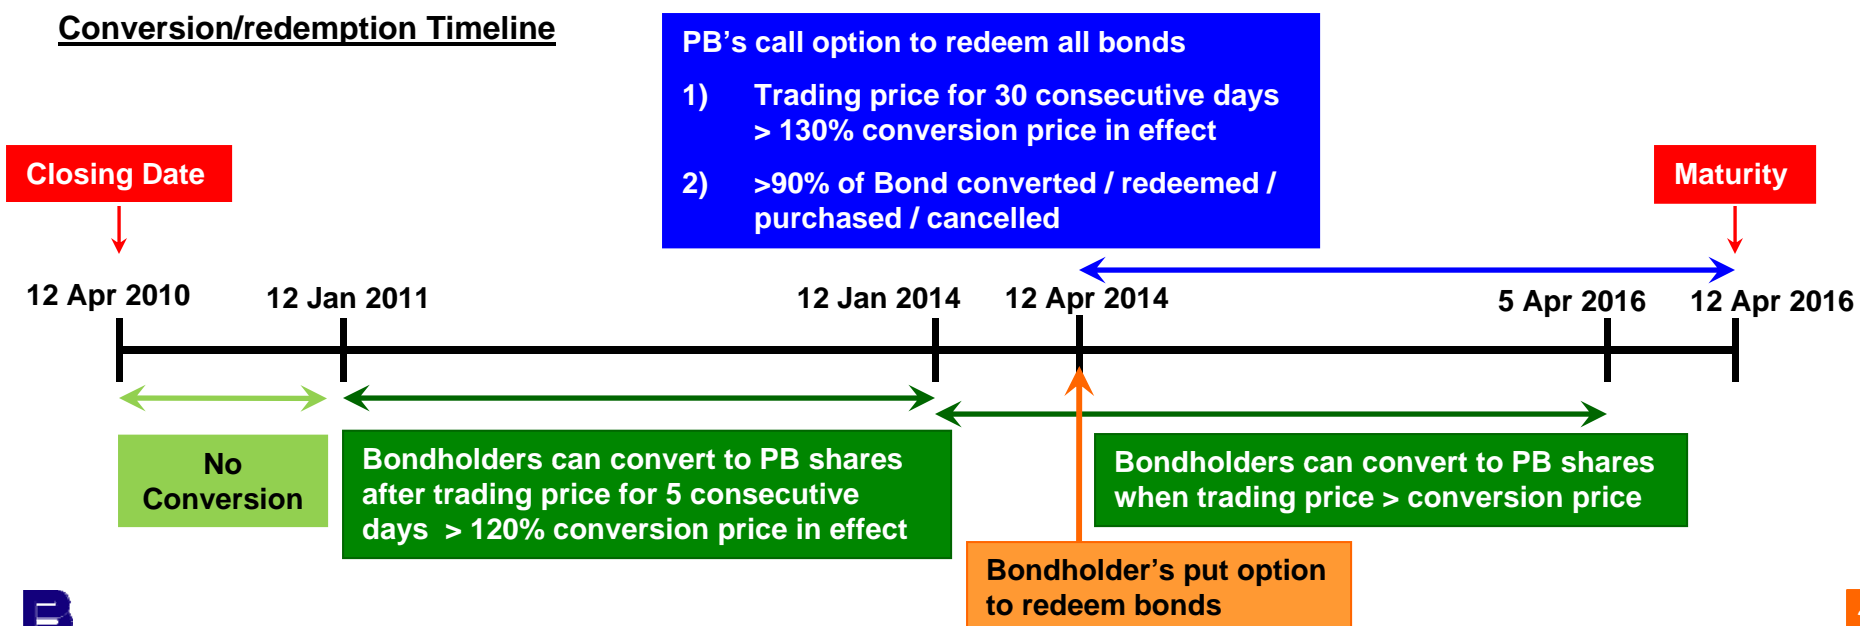 Conversion/redemption Timeline
PB’s call option to redeem all bonds
1) Trading price for 30 consecutive days
> 130% conversion price in effect
2) >90% of Bond converted / redeemed /
purchased / cancelled
Closing Date
Maturity
12 Apr 2010
12 Jan 2011
12 Jan 2014
12 Apr 2014
5 Apr 2016
12 Apr 2016
No
Conversion
Bondholders can convert to PB shares
after trading price for 5 consecutive
days > 120% conversion price in effect
Bondholders can convert to PB shares
when trading price > conversion price
Bondholder’s put option
to redeem bonds